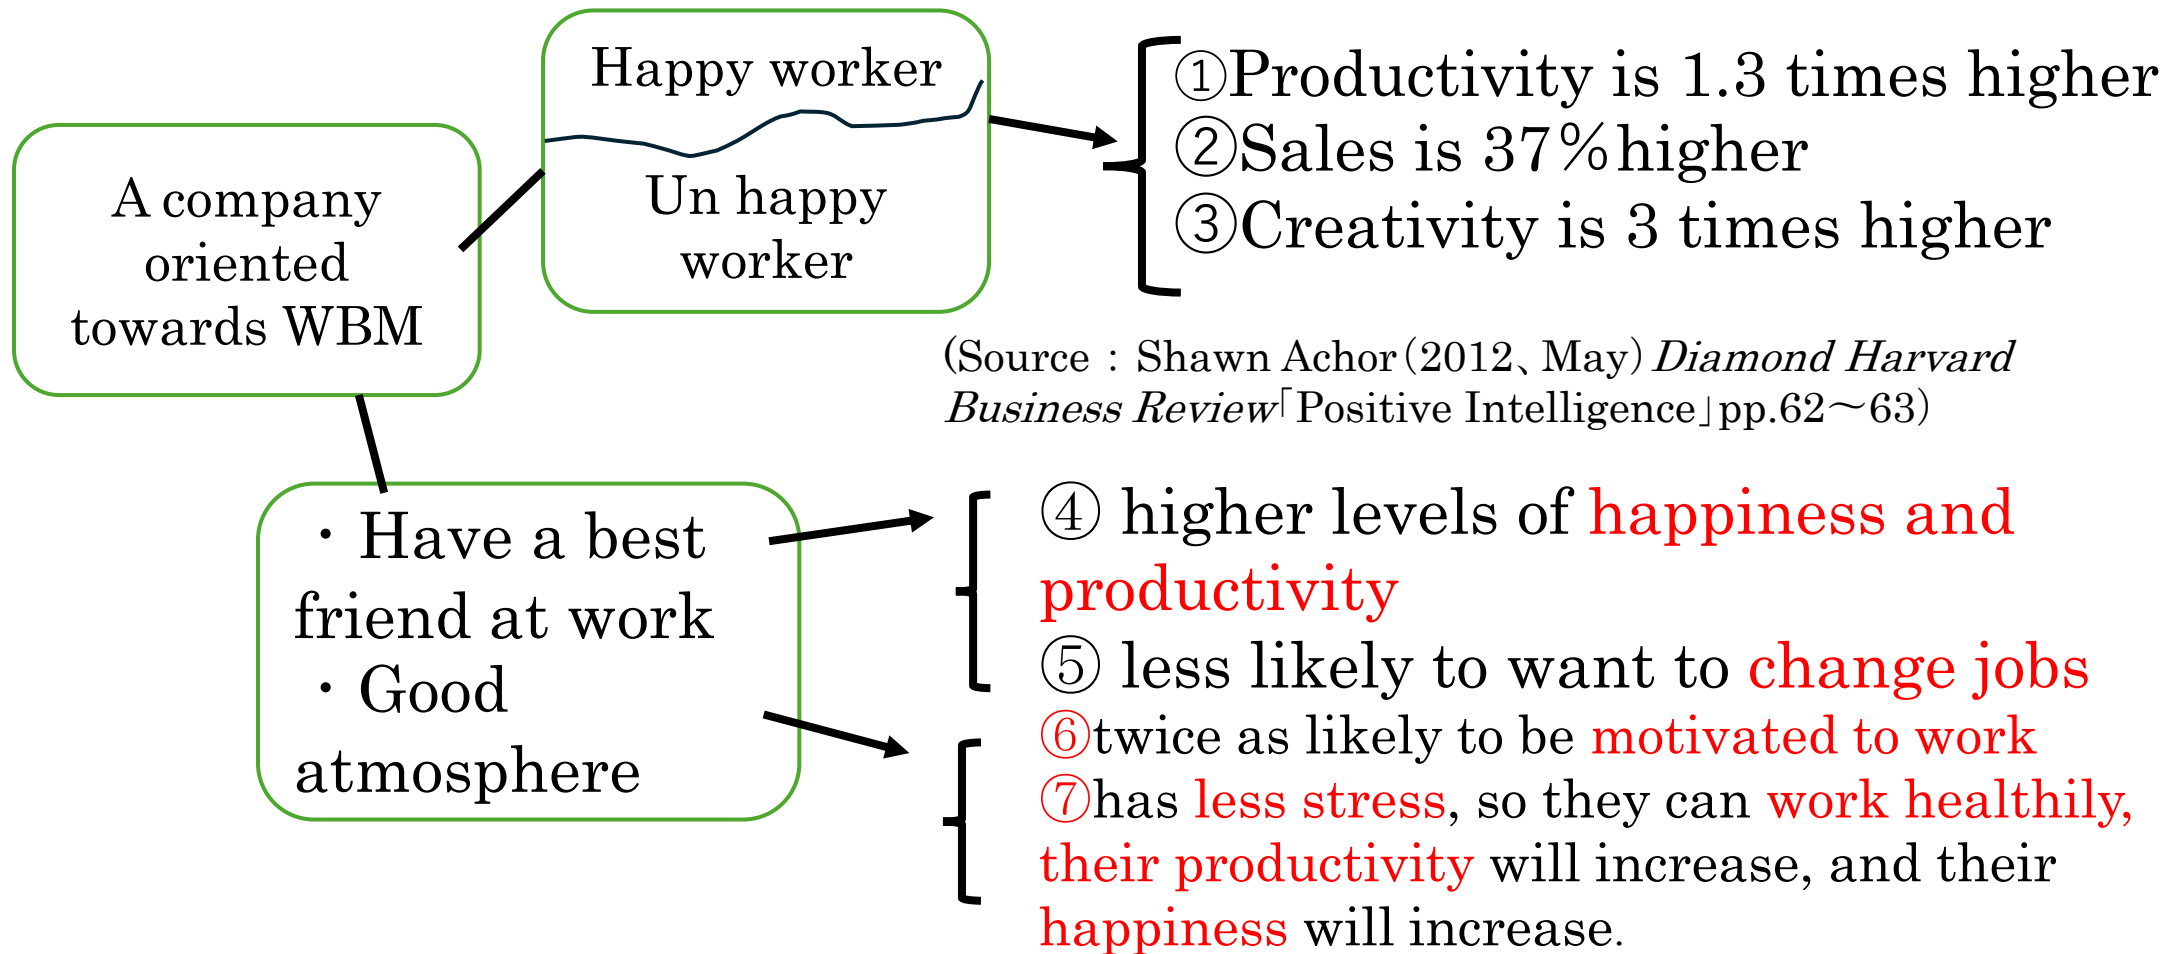 Happy worker
Un happy
worker
A company
oriented
towards WBM
①Productivity is 1.3 times higher
②Sales is 37％higher
③Creativity is 3 times higher
(Source：Shawn Achor（2012、May）Diamond Harvard
Business Review「Positive Intelligence」pp.62～63）
・Have a best
friend at work
・Good
atmosphere
④ higher levels of happiness and
productivity
⑤ less likely to want to change jobs
⑥twice as likely to be motivated to work
⑦has less stress, so they can work healthily,
their productivity will increase, and their
happiness will increase.